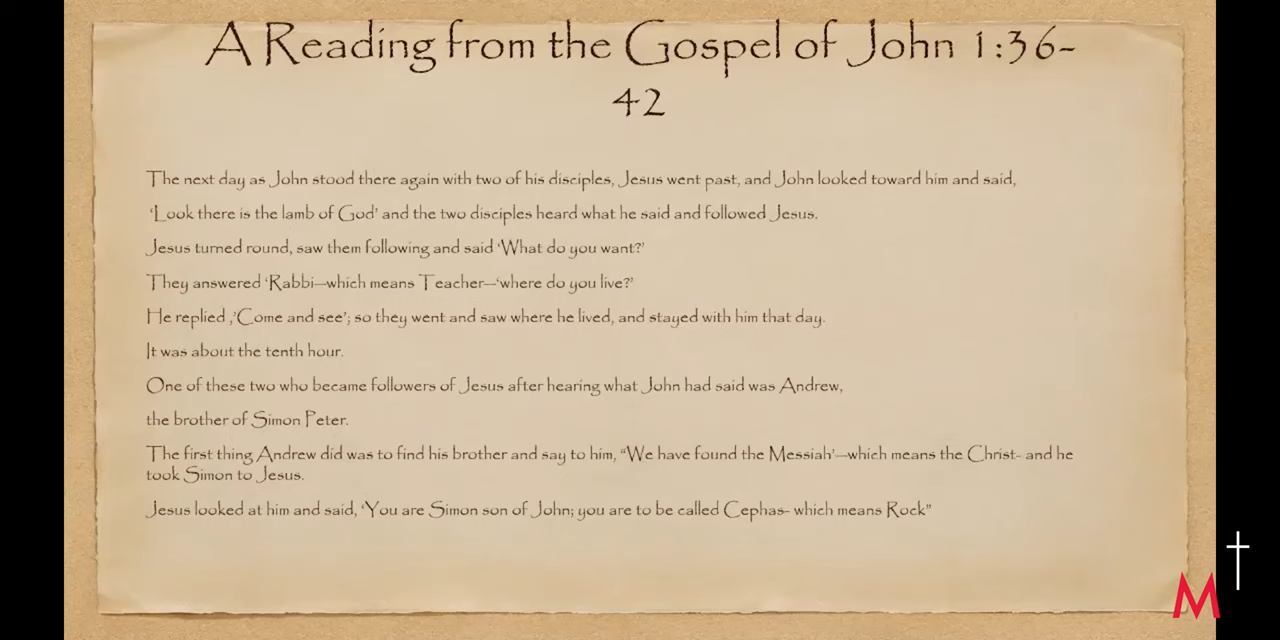 A Reading from the Gospel of John 1:36-
42
The next day as John stood there again with two of his disciples, Jesus went past, and John looked toward him and said,
‘Look there is the lamb of God’ and the two disciples heard what he said and followed Jesus.
Jesus turned round, saw them following and said ‘What do you want?’
They answered ‘Rabbi—which means Teacher—‘where do you live?’
He replied ,’Come and see’; so they went and saw where he lived, and stayed with him that day.
It was about the tenth hour.
One of these two who became followers of Jesus after hearing what John had said was Andrew,
the brother of Simon Peter.
The first thing Andrew did was to find his brother and say to him, “We have found the Messiah’—which means the Christ- and he
took Simon to Jesus.
Jesus looked at him and said, ‘You are Simon son of John; you are to be called Cephas- which means Rock”
M